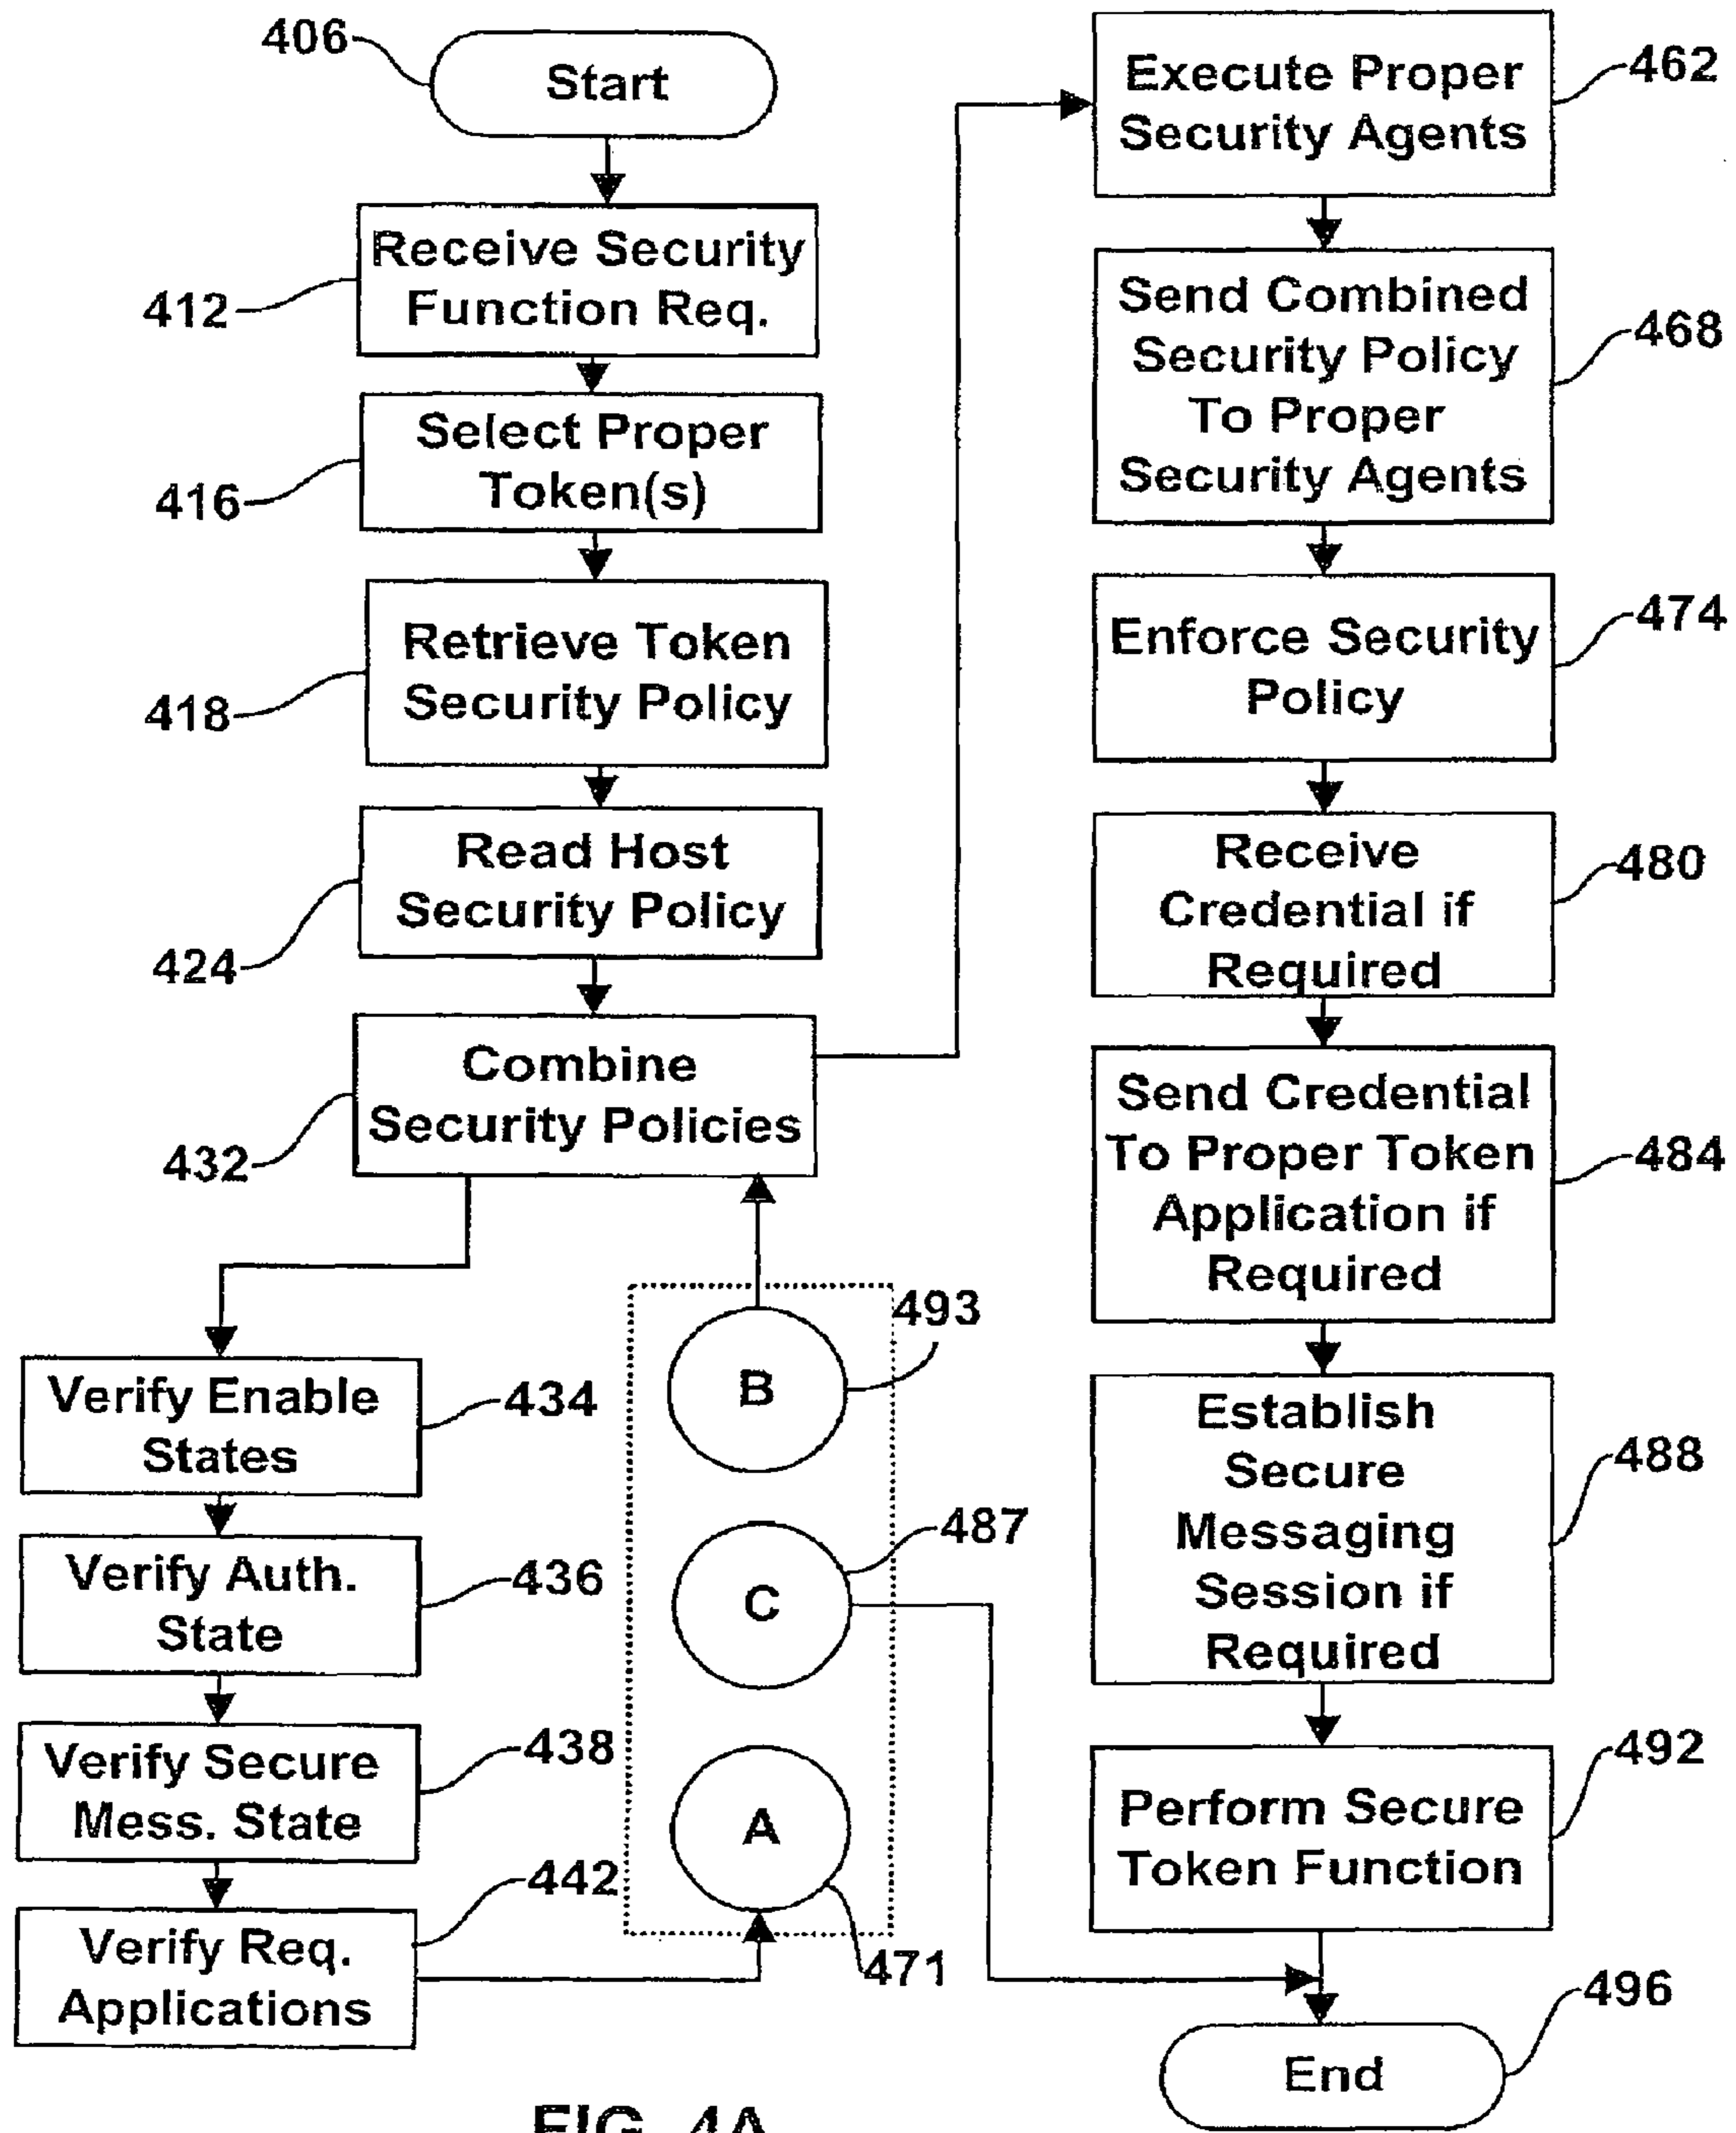 406
Start
Receive Security
Function Req.
412
Select Proper
Token(s)
416
Retrieve Token
Security Policy
418
Read Host
Security Policy
424
Combine
Security Policies
432
Verify Enable
States
434
Verify Auth.
State
436
Verify Secure
Mess. State
438
Verify Req.
Applications
442
B
493
C
487
A
471
Execute Proper
Security Agents
462
Send Combined
Security Policy
To Proper
Security Agents
468
Enforce Security
Policy
474
Receive
Credential if
Required
480
Send Credential
To Proper Token
Application if
Required
484
Establish
Secure
Messaging
Session if
Required
488
Perform Secure
Token Function
492
End
496
FIG. 4A